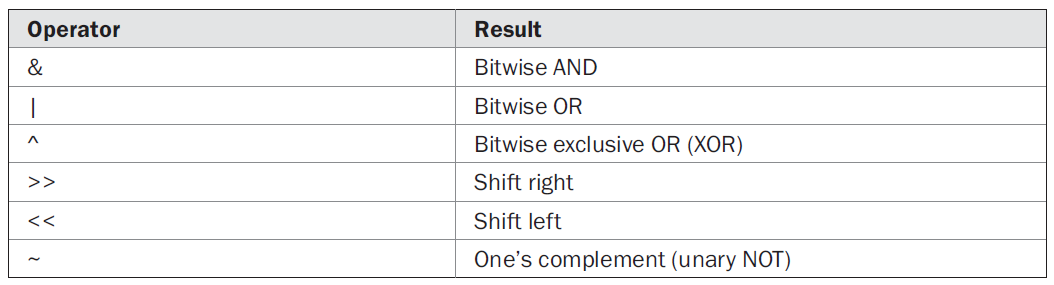 Operator Result
& Bitwise AND
| Bitwise OR
^ Bitwise exclusive OR (XOR)
>> Shift right
<< Shift left
~ One’s complement (unary NOT)